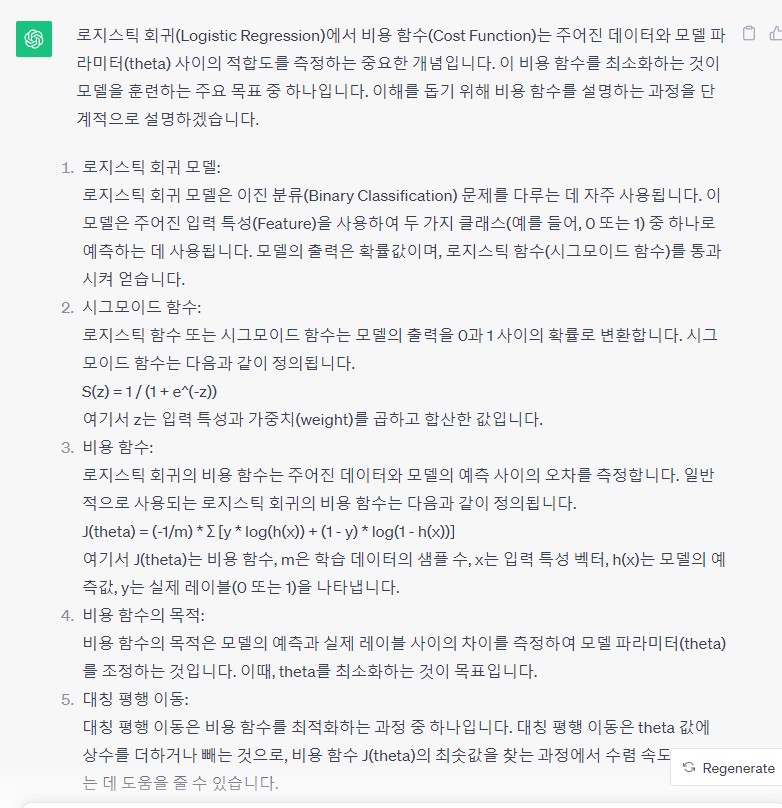 로지스틱 회귀(Logistic Regression)에서 비용 함수(Cost Function)는 주어진 데이터와 모델 파
라미터(theta) 사이의 적합도를 측정하는 중요한 개념입니다. 이 비용 함수를 최소화하는 것이
모델을 훈련하는 주요 목표 중 하나입니다. 이해를 돕기 위해 비용 함수를 설명하는 과정을 단
계적으로 설명하겠습니다.
1. 로지스틱 회귀 모델:
로지스틱 회귀 모델은 이진 분류(Binary Classification) 문제를 다루는 데 자주 사용됩니다. 이
모델은 주어진 입력 특성(Feature)을 사용하여 두 가지 클래스(예를 들어, 0 또는 1) 중 하나로
예측하는 데 사용됩니다. 모델의 출력은 확률값이며, 로지스틱 함수(시그모이드 함수)를 통과
시켜 얻습니다.
2. 시그모이드 함수:
로지스틱 함수 또는 시그모이드 함수는 모델의 출력을 0과 1 사이의 확률로 변환합니다. 시그
모이드 함수는 다음과 같이 정의됩니다.
S(z) = 1 / (1 + e^(-z))
여기서 z는 입력 특성과 가중치(weight)를 곱하고 합산한 값입니다.
3. 비용 함수:
로지스틱 회귀의 비용 함수는 주어진 데이터와 모델의 예측 사이의 오차를 측정합니다. 일반
적으로 사용되는 로지스틱 회귀의 비용 함수는 다음과 같이 정의됩니다.
J(theta) = (-1/m) * Σ [y * log(h(x)) + (1 - y) * log(1 - h(x))]
여기서 J(theta)는 비용 함수, m은 학습 데이터의 샘플 수, x는 입력 특성 벡터, h(x)는 모델의 예
측값, y는 실제 레이블(0 또는 1)을 나타냅니다.
4. 비용 함수의 목적:
비용 함수의 목적은 모델의 예측과 실제 레이블 사이의 차이를 측정하여 모델 파라미터(theta)
를 조정하는 것입니다. 이때, theta를 최소화하는 것이 목표입니다.
5. 대칭 평행 이동:
대칭 평행 이동은 비용 함수를 최적화하는 과정 중 하나입니다. 대칭 평행 이동은 theta 값에
상수를 더하거나 빼는 것으로, 비용 함수 J(theta)의 최솟값을 찾는 과정에서 수렴 속도
는 데 도움을 줄 수 있습니다.
Regenerate